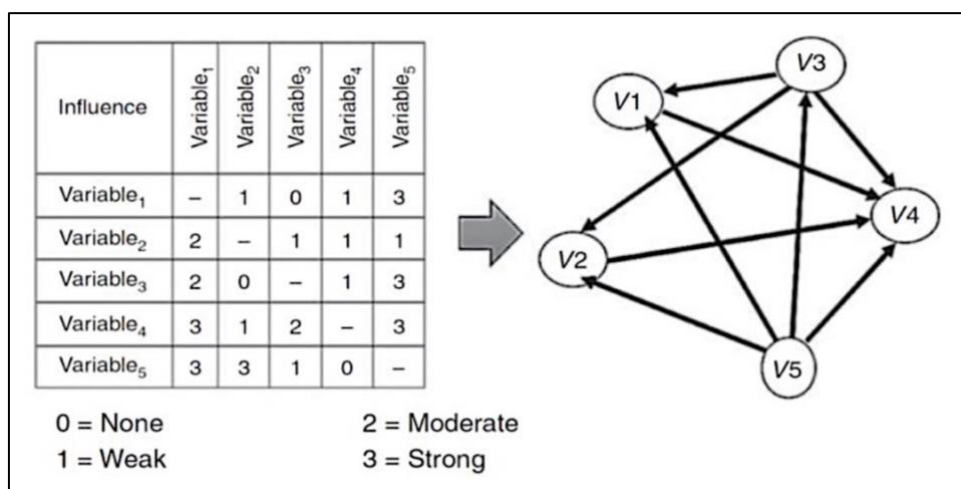 Influence Variable₁ Variable₂ Variable₃ Variable₄ Variable₅
Variable₁ – 1 0 1 3
Variable₂ 2 – 1 1 1
Variable₃ 2 0 – 1 3
Variable₄ 3 1 2 – 3
Variable₅ 3 3 1 0 –
0 = None 2 = Moderate
1 = Weak 3 = Strong
V3
V1
V4
V2
V5